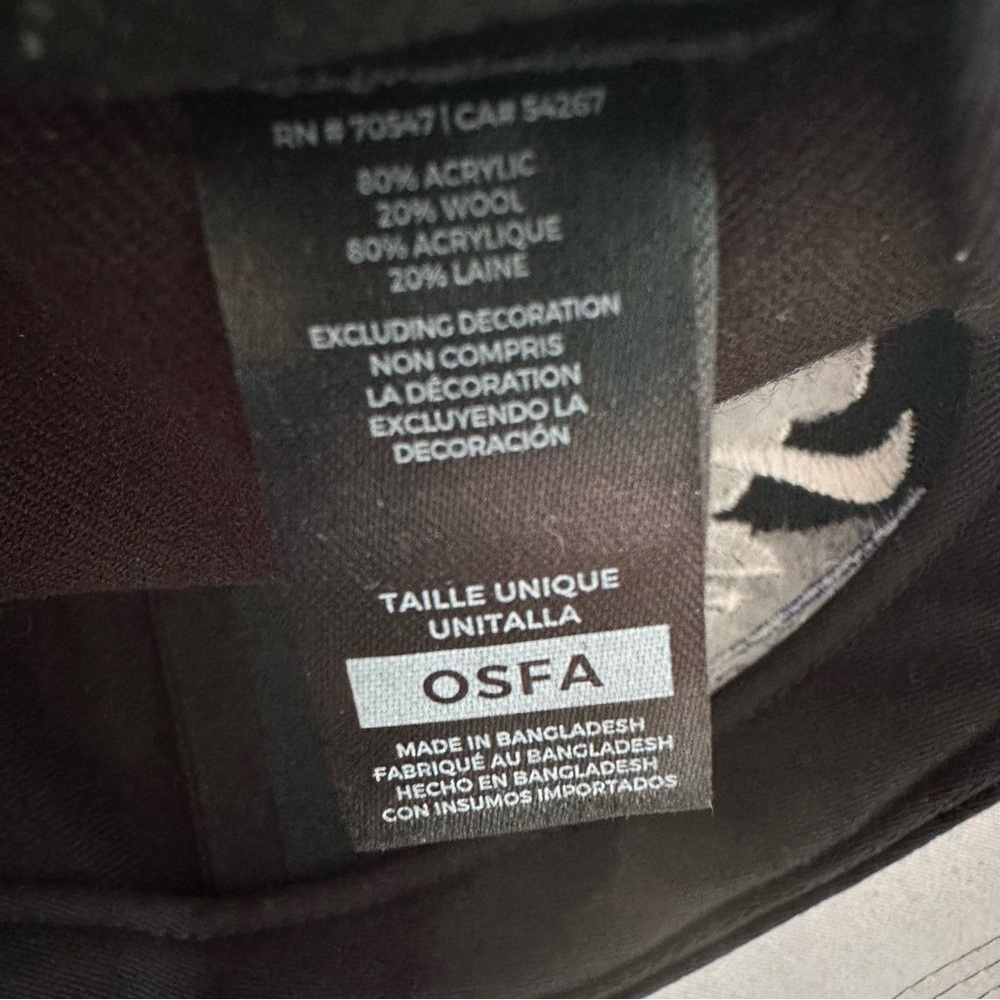 RN # 70547 | CA# 54267
80% ACRYLIC
20% WOOL
80% ACRYLIQUE
20% LAINE
EXCLUDING DECORATION
NON COMPRIS
LA DÉCORATION
EXCLUYENDO LA
DECORACIÓN
TAILLE UNIQUE
UNITALLA
OSFA
MADE IN BANGLADESH
FABRIQUÉ AU BANGLADESH
HECHO EN BANGLADESH
CON INSUMOS IMPORTADOS